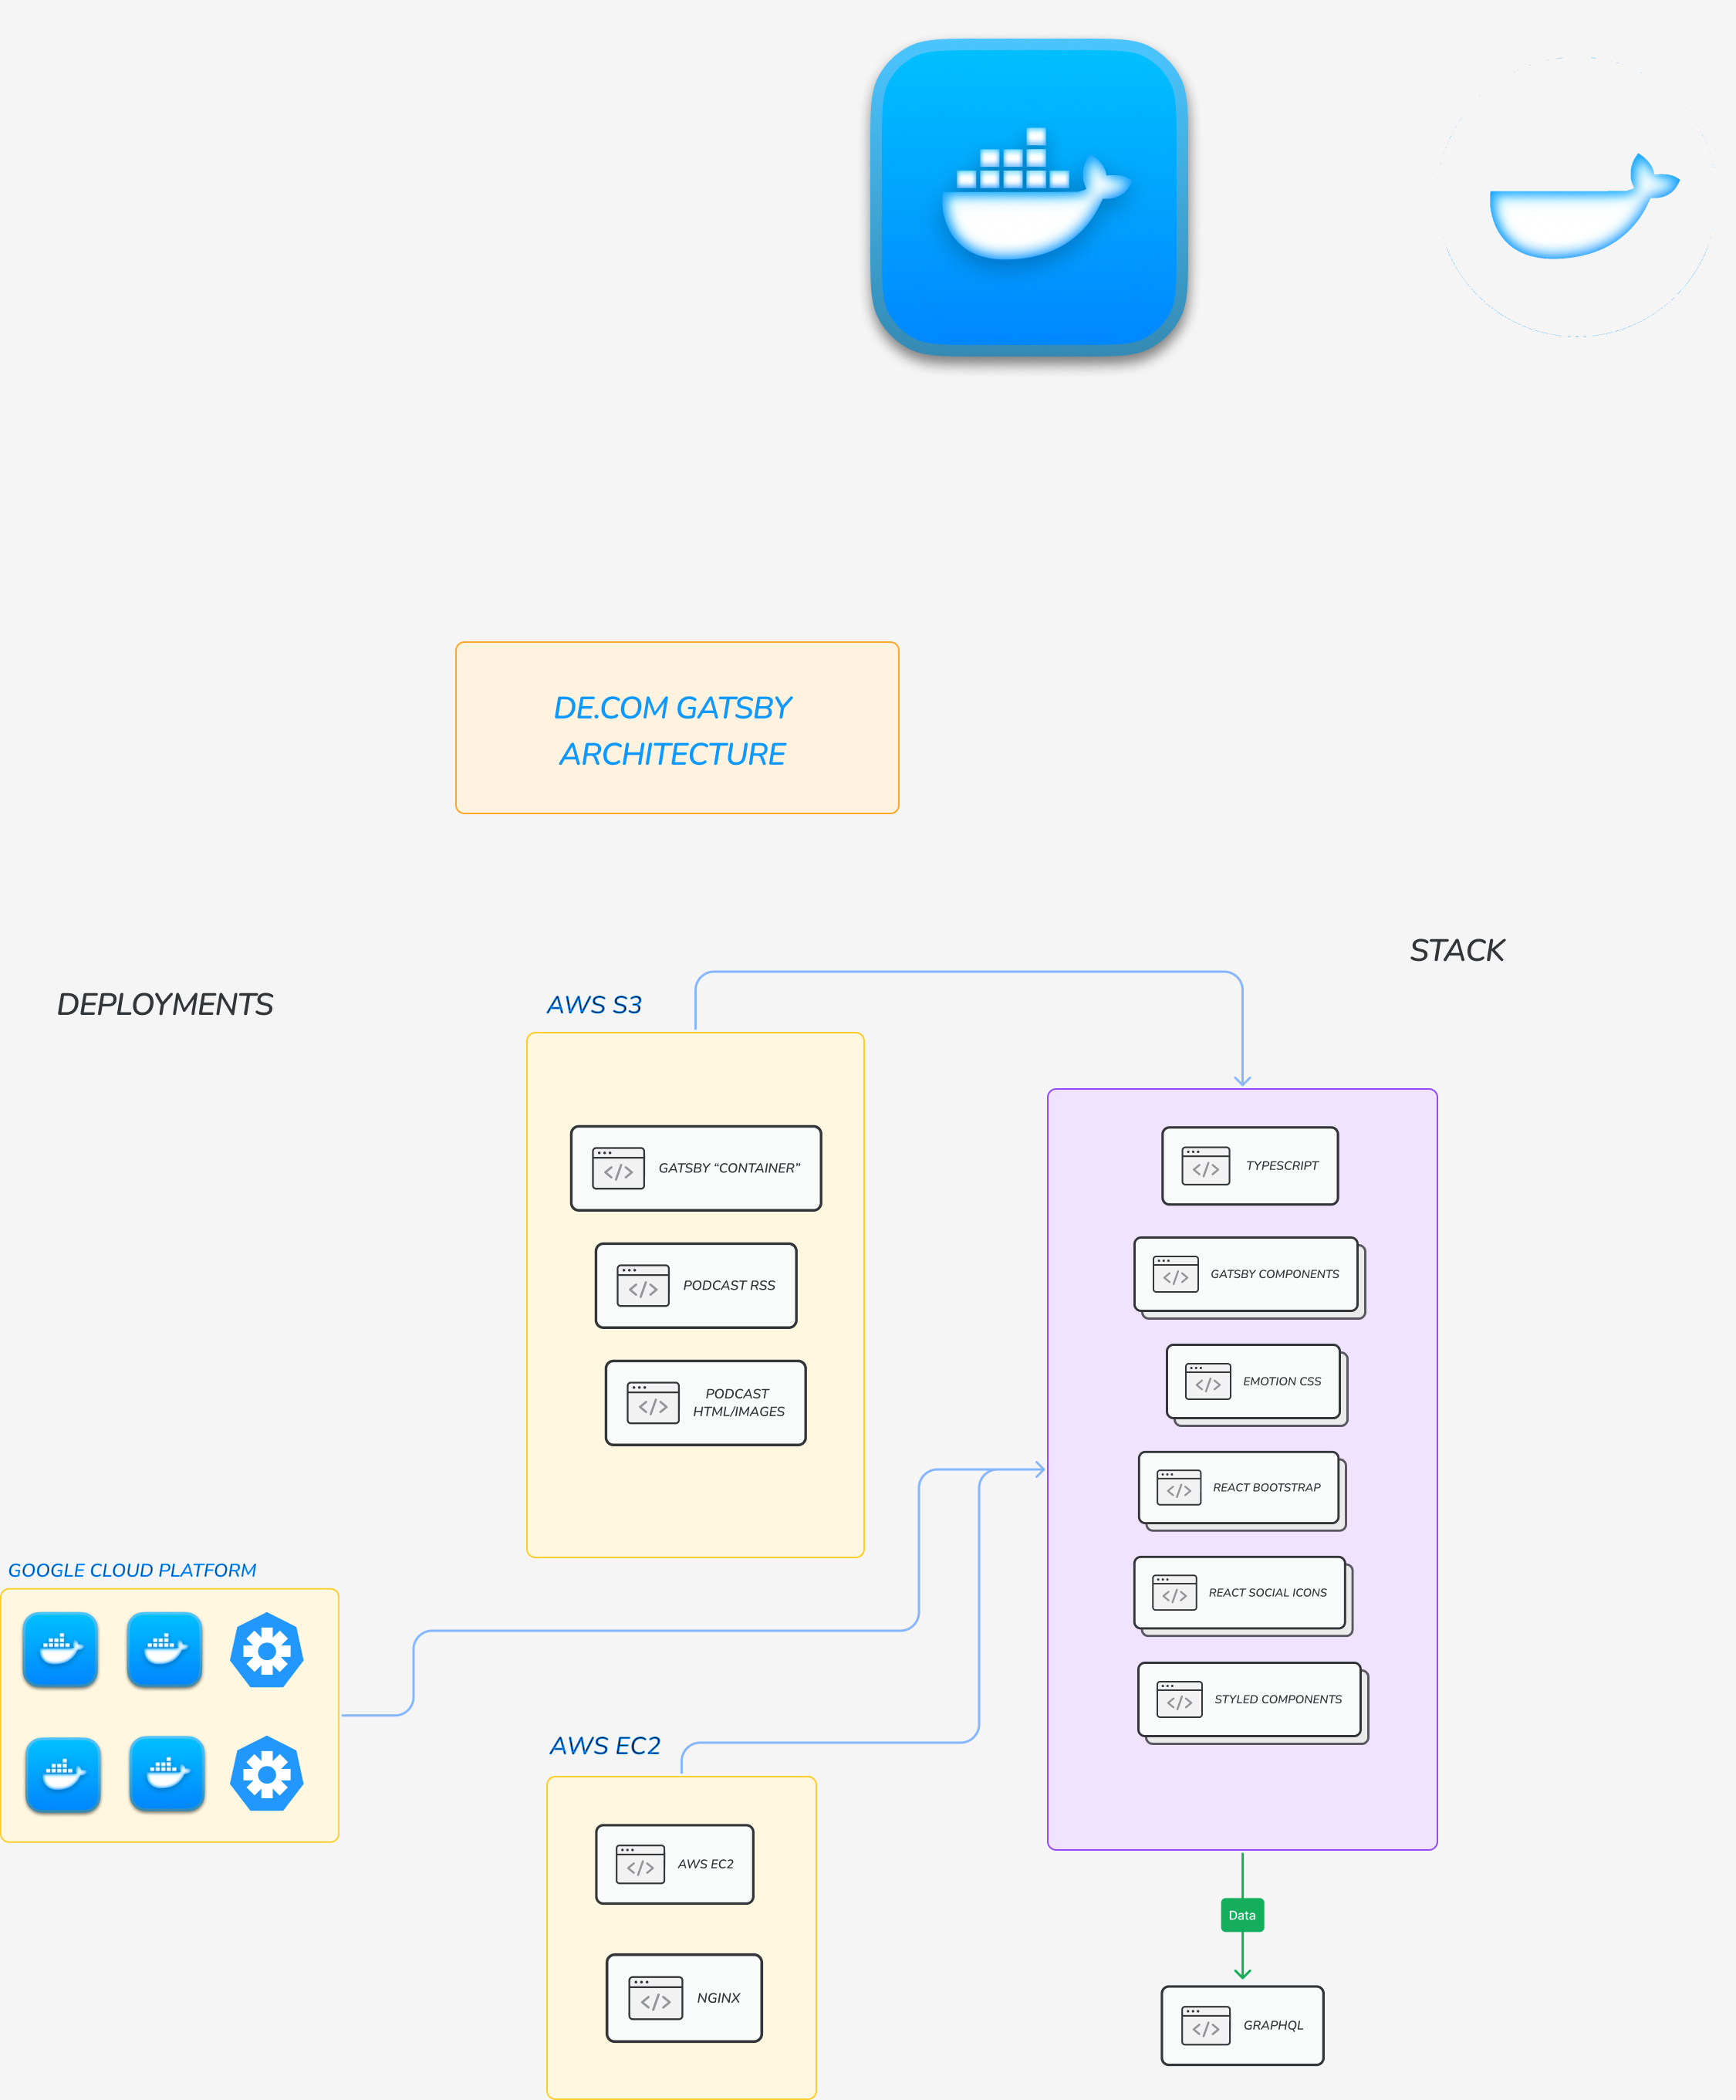 DE.COM GATSBY
ARCHITECTURE
STACK
DEPLOYMENTS
AWS S3
GATSBY “CONTAINER”
PODCAST RSS
PODCAST
HTML/IMAGES
TYPESCRIPT
GATSBY COMPONENTS
EMOTION CSS
REACT BOOTSTRAP
REACT SOCIAL ICONS
STYLED COMPONENTS
GOOGLE CLOUD PLATFORM
AWS EC2
AWS EC2
NGINX
Data
GRAPHQL